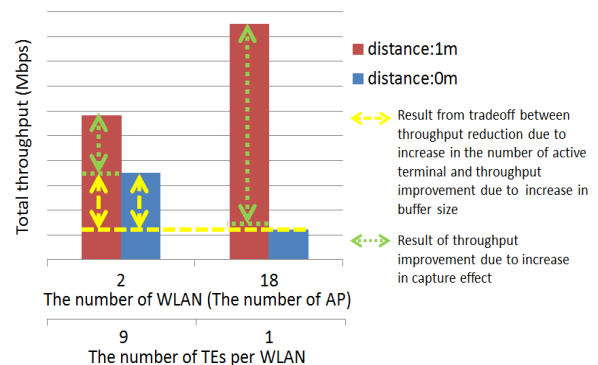 Total throughput (Mbps)
distance:1m
distance:0m
Result from tradeoff between
throughput reduction due to
increase in the number of active
terminal and throughput
improvement due to increase in
buffer size
Result of throughput
improvement due to increase
in capture effect
2 18
The number of WLAN (The number of AP)
9 1
The number of TEs per WLAN